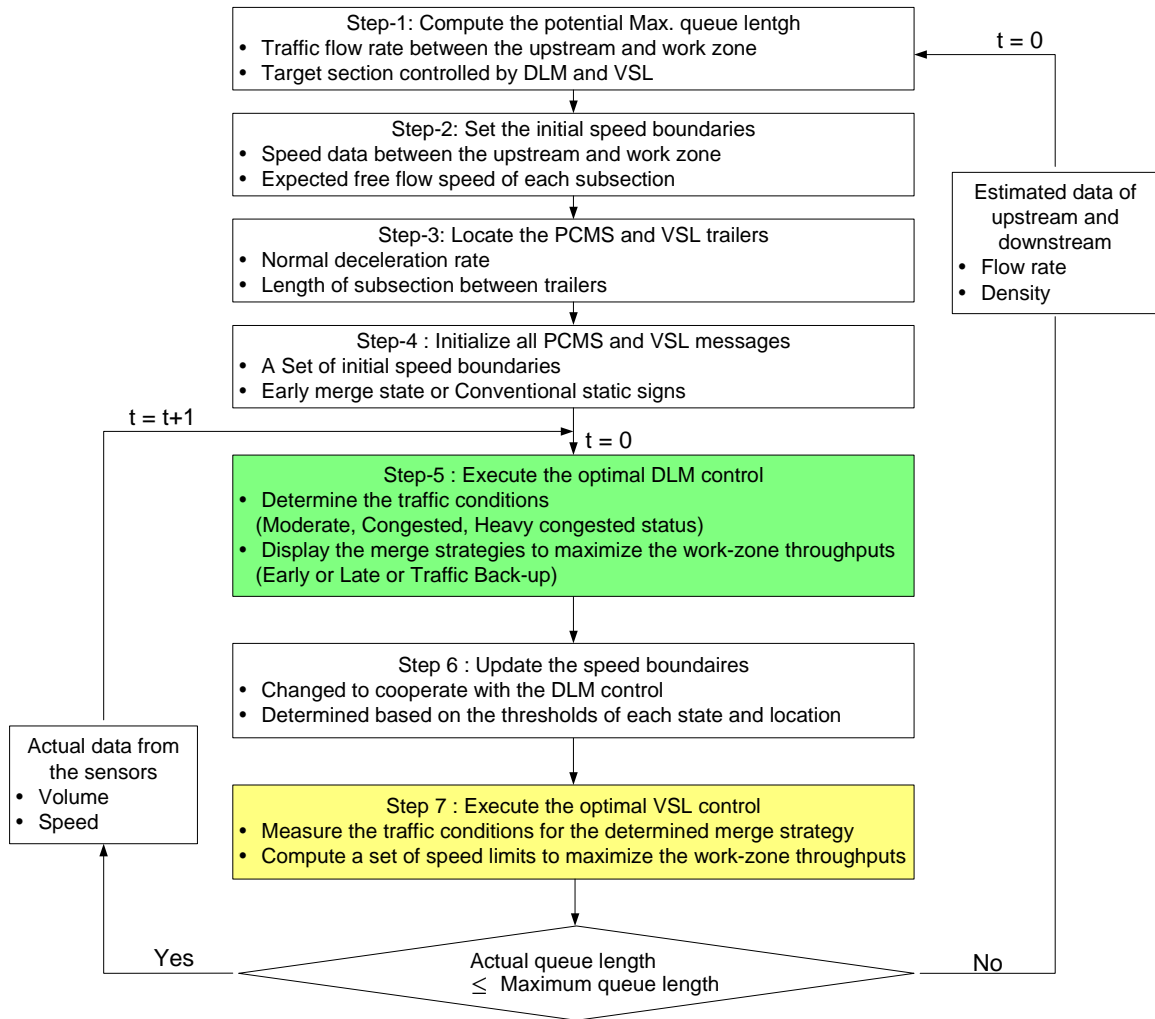 Step-1: Compute the potential Max. queue lentgh
• Traffic flow rate between the upstream and work zone
• Target section controlled by DLM and VSL
t = 0
Step-2: Set the initial speed boundaries
• Speed data between the upstream and work zone
• Expected free flow speed of each subsection
Estimated data of
upstream and
downstream
• Flow rate
• Density
Step-3: Locate the PCMS and VSL trailers
• Normal deceleration rate
• Length of subsection between trailers
Step-4 : Initialize all PCMS and VSL messages
• A Set of initial speed boundaries
• Early merge state or Conventional static signs
t = t+1
t = 0
Step-5 : Execute the optimal DLM control
• Determine the traffic conditions
(Moderate, Congested, Heavy congested status)
• Display the merge strategies to maximize the work-zone throughputs
(Early or Late or Traffic Back-up)
Step 6 : Update the speed boundaires
• Changed to cooperate with the DLM control
• Determined based on the thresholds of each state and location
Actual data from
the sensors
• Volume
• Speed
Step 7 : Execute the optimal VSL control
• Measure the traffic conditions for the determined merge strategy
• Compute a set of speed limits to maximize the work-zone throughputs
Yes
Actual queue length
≤ Maximum queue length
No